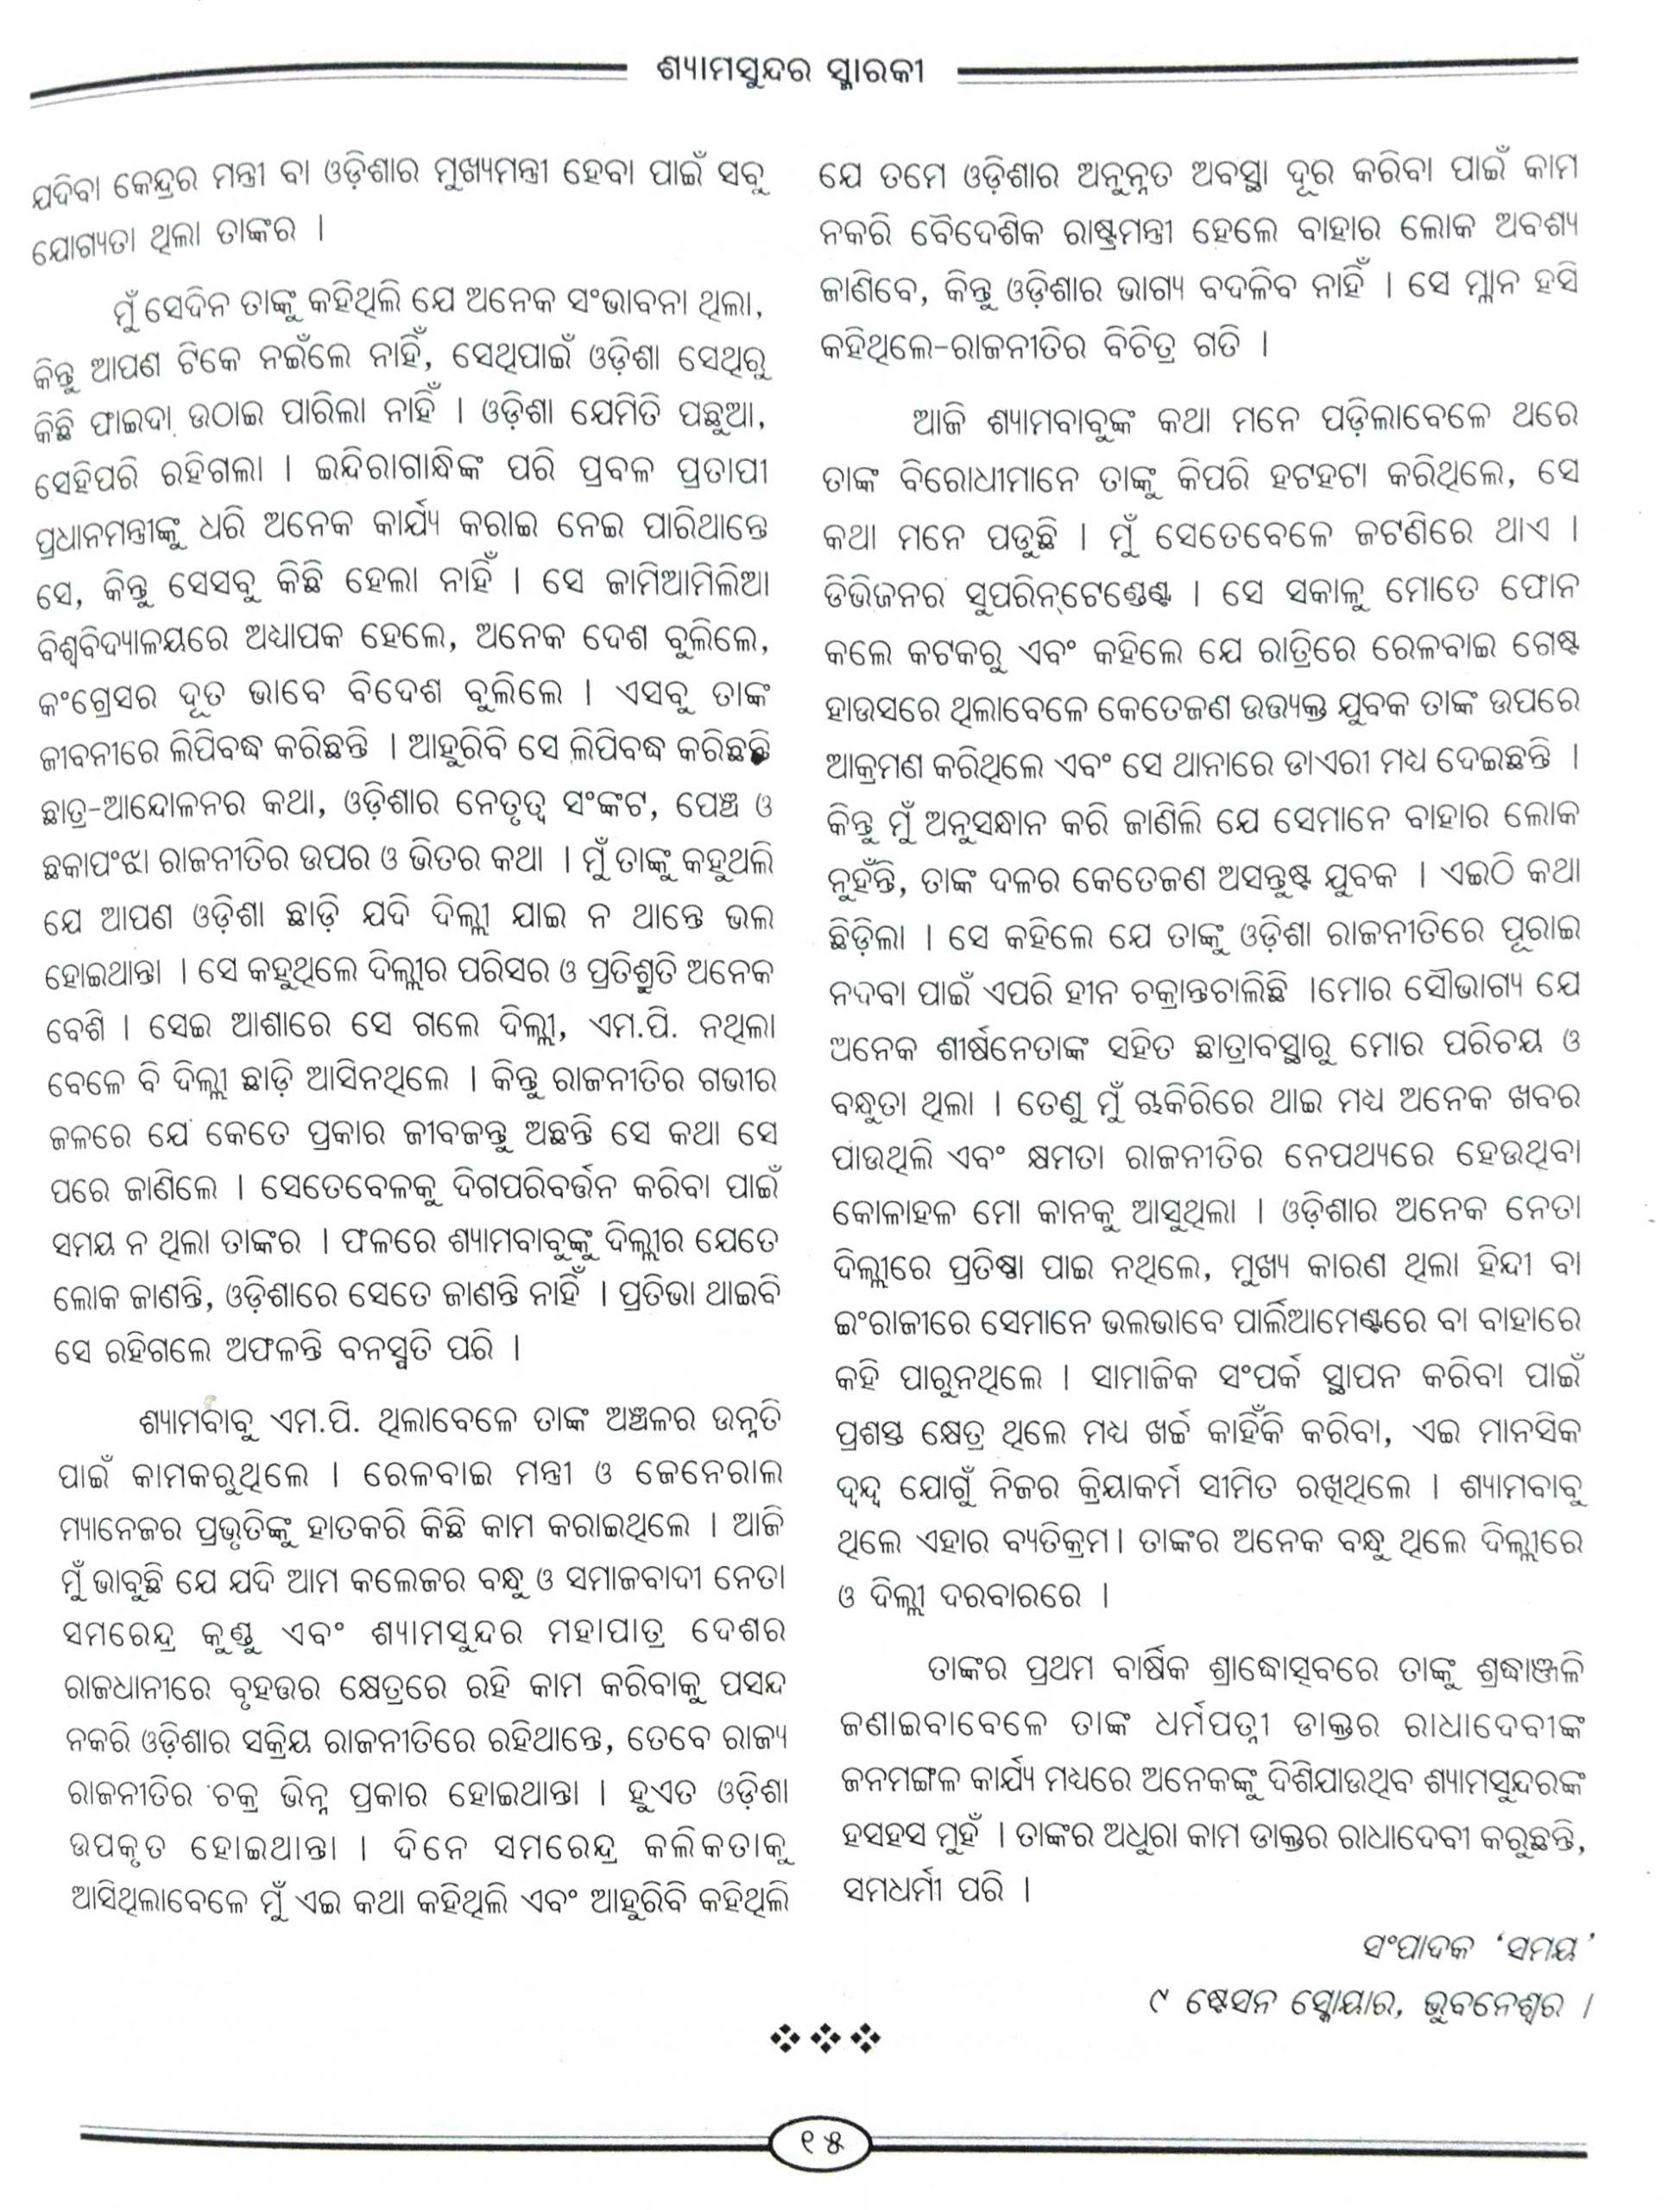 ଶ୍ୟାମସୁନ୍ଦର ସ୍ମାରକୀ
ଯଦିବା କେନ୍ଦ୍ରର ମନ୍ତ୍ରୀ ବା ଓଡ଼ିଶାର ମୁଖ୍ୟମନ୍ତ୍ରୀ ହେବା ପାଇଁ ସବୁ
ଯୋଗ୍ୟତା ଥିଲା ତାଙ୍କର ।
ମୁଁ ସେଦିନ ତାଙ୍କୁ କହିଥିଲି ଯେ ଅନେକ ସଂଭାବନା ଥିଲା,
କିନ୍ତୁ ଆପଣ ଟିକେ ନଇଁଲେ ନାହିଁ, ସେଥିପାଇଁ ଓଡ଼ିଶା ସେଥିରୁ
କିଛି ଫାଇଦା ଉଠାଇ ପାରିଲା ନାହିଁ । ଓଡ଼ିଶା ଯେମିତି ପଛୁଆ,
ସେହିପରି ରହିଗଲା । ଇନ୍ଦିରାଗାନ୍ଧିଙ୍କ ପରି ପ୍ରବଳ ପ୍ରତାପୀ
ପ୍ରଧାନମନ୍ତ୍ରୀଙ୍କୁ ଧରି ଅନେକ କାର୍ଯ୍ୟ କରାଇ ନେଇ ପାରିଥାନ୍ତେ
ସେ, କିନ୍ତୁ ସେସବୁ କିଛି ହେଲା ନାହିଁ । ସେ ଜାମିଆମିଲିଆ
ବିଶ୍ୱବିଦ୍ୟାଳୟରେ ଅଧ୍ୟାପକ ହେଲେ, ଅନେକ ଦେଶ ବୁଲିଲେ,
କଂଗ୍ରେସର ଦୂତ ଭାବେ ବିଦେଶ ବୁଲିଲେ । ଏସବୁ ତାଙ୍କ
ଜୀବନୀରେ ଲିପିବଦ୍ଧ କରିଛନ୍ତି । ଆହୁରିବି ସେ ଲିପିବଦ୍ଧ କରିଛନ୍ତି
ଛାତ୍ର-ଆନ୍ଦୋଳନର କଥା, ଓଡ଼ିଶାର ନେତୃତ୍ୱ ସଂଙ୍କଟ, ପେଞ୍ଚ ଓ
ଛକାପଂଝା ରାଜନୀତିର ଉପର ଓ ଭିତର କଥା । ମୁଁ ତାଙ୍କୁ କହୁଥିଲି
ଯେ ଆପଣ ଓଡ଼ିଶା ଛାଡ଼ି ଯଦି ଦିଲ୍ଲୀ ଯାଇ ନ ଥାନ୍ତେ ଭଲ
ହୋଇଥାନ୍ତା । ସେ କହୁଥିଲେ ଦିଲ୍ଲୀର ପରିସର ଓ ପ୍ରତିଶ୍ରୁତି ଅନେକ
ବେଶି । ସେଇ ଆଶାରେ ସେ ଗଲେ ଦିଲ୍ଲୀ, ଏମ.ପି. ନଥିଲା
ବେଳେ ବି ଦିଲ୍ଲୀ ଛାଡ଼ି ଆସିନଥିଲେ । କିନ୍ତୁ ରାଜନୀତିର ଗଭୀର
ଜଳରେ ଯେ କେତେ ପ୍ରକାର ଜୀବଜନ୍ତୁ ଅଛନ୍ତି ସେ କଥା ସେ
ପରେ ଜାଣିଲେ । ସେତେବେଳକୁ ଦିଗପରିବର୍ତ୍ତନ କରିବା ପାଇଁ
ସମୟ ନ ଥିଲା ତାଙ୍କର । ଫଳରେ ଶ୍ୟାମବାବୁଙ୍କୁ ଦିଲ୍ଲୀର ଯେତେ
ଲୋକ ଜାଣନ୍ତି, ଓଡ଼ିଶାରେ ସେତେ ଜାଣନ୍ତି ନାହିଁ । ପ୍ରତିଭା ଥାଇବି
ସେ ରହିଗଲେ ଅଫଳନ୍ତି ବନସ୍ପତି ପରି ।
ଶ୍ୟାମବାବୁ ଏମ.ପି. ଥିଲାବେଳେ ତାଙ୍କ ଅଞ୍ଚଳର ଉନ୍ନତି
ପାଇଁ କାମକରୁଥିଲେ । ରେଳବାଇ ମନ୍ତ୍ରୀ ଓ ଜେନେରାଲ
ମ୍ୟାନେଜର ପ୍ରଭୃତିଙ୍କୁ ହାତକରି କିଛି କାମ କରାଇଥିଲେ । ଆଜି
ମୁଁ ଭାବୁଛି ଯେ ଯଦି ଆମ କଲେଜର ବନ୍ଧୁ ଓ ସମାଜବାଦୀ ନେତା
ସମରେନ୍ଦ୍ର କୁଣ୍ଡୁ ଏବଂ ଶ୍ୟାମସୁନ୍ଦର ମହାପାତ୍ର ଦେଶର
ରାଜଧାନୀରେ ବୃହତ୍ତର କ୍ଷେତ୍ରରେ ରହି କାମ କରିବାକୁ ପସନ୍ଦ
ନକରି ଓଡ଼ିଶାର ସକ୍ରିୟ ରାଜନୀତିରେ ରହିଥାନ୍ତେ, ତେବେ ରାଜ୍ୟ
ରାଜନୀତିର ଚକ୍ର ଭିନ୍ନ ପ୍ରକାର ହୋଇଥାନ୍ତା । ହୁଏତ ଓଡ଼ିଶା
ଉପକୃତ ହୋଇଥାନ୍ତା । ଦିନେ ସମରେନ୍ଦ୍ର କଲିକତାକୁ
ଆସିଥିଲାବେଳେ ମୁଁ ଏଇ କଥା କହିଥିଲି ଏବଂ ଆହୁରିବି କହିଥିଲି
ଯେ ତମେ ଓଡ଼ିଶାର ଅନୁନ୍ନତ ଅବସ୍ଥା ଦୂର କରିବା ପାଇଁ କାମ
ନକରି ବୈଦେଶିକ ରାଷ୍ଟ୍ରମନ୍ତ୍ରୀ ହେଲେ ବାହାର ଲୋକ ଅବଶ୍ୟ
ଜାଣିବେ, କିନ୍ତୁ ଓଡ଼ିଶାର ଭାଗ୍ୟ ବଦଳିବ ନାହିଁ । ସେ ମ୍ଳାନ ହସି
କହିଥିଲେ-ରାଜନୀତିର ବିଚିତ୍ର ଗତି ।
ଆଜି ଶ୍ୟାମବାବୁଙ୍କ କଥା ମନେ ପଡ଼ିଲାବେଳେ ଥରେ
ତାଙ୍କ ବିରୋଧୀମାନେ ତାଙ୍କୁ କିପରି ହଟହଟା କରିଥିଲେ, ସେ
କଥା ମନେ ପଡୁଛି । ମୁଁ ସେତେବେଳେ ଜଟଣିରେ ଥାଏ ।
ଡିଭିଜନର ସୁପରିନ୍‌ଟେଣ୍ଡେଣ୍ଟ । ସେ ସକାଳୁ ମୋତେ ଫୋନ
କଲେ କଟକରୁ ଏବଂ କହିଲେ ଯେ ରାତ୍ରିରେ ରେଳବାଇ ଗେଷ୍ଟ
ହାଉସରେ ଥିଲାବେଳେ କେତେଜଣ ଉତ୍ତ୍ୟକ୍ତ ଯୁବକ ତାଙ୍କ ଉପରେ
ଆକ୍ରମଣ କରିଥିଲେ ଏବଂ ସେ ଥାନାରେ ଡାଏରୀ ମଧ୍ୟ ଦେଇଛନ୍ତି ।
କିନ୍ତୁ ମୁଁ ଅନୁସନ୍ଧାନ କରି ଜାଣିଲି ଯେ ସେମାନେ ବାହାର ଲୋକ
ନୁହଁନ୍ତି, ତାଙ୍କ ଦଳର କେତେଜଣ ଅସନ୍ତୁଷ୍ଟ ଯୁବକ । ଏଇଠି କଥା
ଛିଡ଼ିଲା । ସେ କହିଲେ ଯେ ତାଙ୍କୁ ଓଡ଼ିଶା ରାଜନୀତିରେ ପୂରାଇ
ନଦବା ପାଇଁ ଏପରି ହୀନ ଚକ୍ରାନ୍ତଚାଲିଛି ।ମୋର ସୌଭାଗ୍ୟ ଯେ
ଅନେକ ଶୀର୍ଷନେତାଙ୍କ ସହିତ ଛାତ୍ରାବସ୍ଥାରୁ ମୋର ପରିଚୟ ଓ
ବନ୍ଧୁତା ଥିଲା । ତେଣୁ ମୁଁ ଚାକିରିରେ ଥାଇ ମଧ୍ୟ ଅନେକ ଖବର
ପାଉଥିଲି ଏବଂ କ୍ଷମତା ରାଜନୀତିର ନେପଥ୍ୟରେ ହେଉଥିବା
କୋଳାହଳ ମୋ କାନକୁ ଆସୁଥିଲା । ଓଡ଼ିଶାର ଅନେକ ନେତା
ଦିଲ୍ଲୀରେ ପ୍ରତିଷ୍ଠା ପାଇ ନଥିଲେ, ମୁଖ୍ୟ କାରଣ ଥିଲା ହିନ୍ଦୀ ବା
ଇଂରାଜୀରେ ସେମାନେ ଭଲଭାବେ ପାର୍ଲିଆମେଣ୍ଟରେ ବା ବାହାରେ
କହି ପାରୁନଥିଲେ । ସାମାଜିକ ସଂପର୍କ ସ୍ଥାପନ କରିବା ପାଇଁ
ପ୍ରଶସ୍ତ କ୍ଷେତ୍ର ଥିଲେ ମଧ୍ୟ ଖର୍ଚ୍ଚ କାହିଁକି କରିବା, ଏଇ ମାନସିକ
ଦ୍ୱନ୍ଦ୍ୱ ଯୋଗୁଁ ନିଜର କ୍ରିୟାକର୍ମ ସୀମିତ ରଖିଥିଲେ । ଶ୍ୟାମବାବୁ
ଥିଲେ ଏହାର ବ୍ୟତିକ୍ରମ। ତାଙ୍କର ଅନେକ ବନ୍ଧୁ ଥିଲେ ଦିଲ୍ଲୀରେ
ଓ ଦିଲ୍ଲୀ ଦରବାରରେ ।
ତାଙ୍କର ପ୍ରଥମ ବାର୍ଷିକ ଶ୍ରାଦ୍ଧୋତ୍ସବରେ ତାଙ୍କୁ ଶ୍ରଦ୍ଧାଞ୍ଜଳି
ଜଣାଇବାବେଳେ ତାଙ୍କ ଧର୍ମପତ୍ନୀ ଡାକ୍ତର ରାଧାଦେବୀଙ୍କ
ଜନମଙ୍ଗଳ କାର୍ଯ୍ୟ ମଧ୍ୟରେ ଅନେକଙ୍କୁ ଦିଶିଯାଉଥିବ ଶ୍ୟାମସୁନ୍ଦରଙ୍କ
ହସହସ ମୁହଁ । ତାଙ୍କର ଅଧୁରା କାମ ଡାକ୍ତର ରାଧାଦେବୀ କରୁଛନ୍ତି,
ସମଧର୍ମୀ ପରି ।
ସଂପାଦକ ‘ସମୟ’
୯ ଷ୍ଟେସନ ସ୍କୋୟାର, ଭୁବନେଶ୍ୱର ।
୧୫